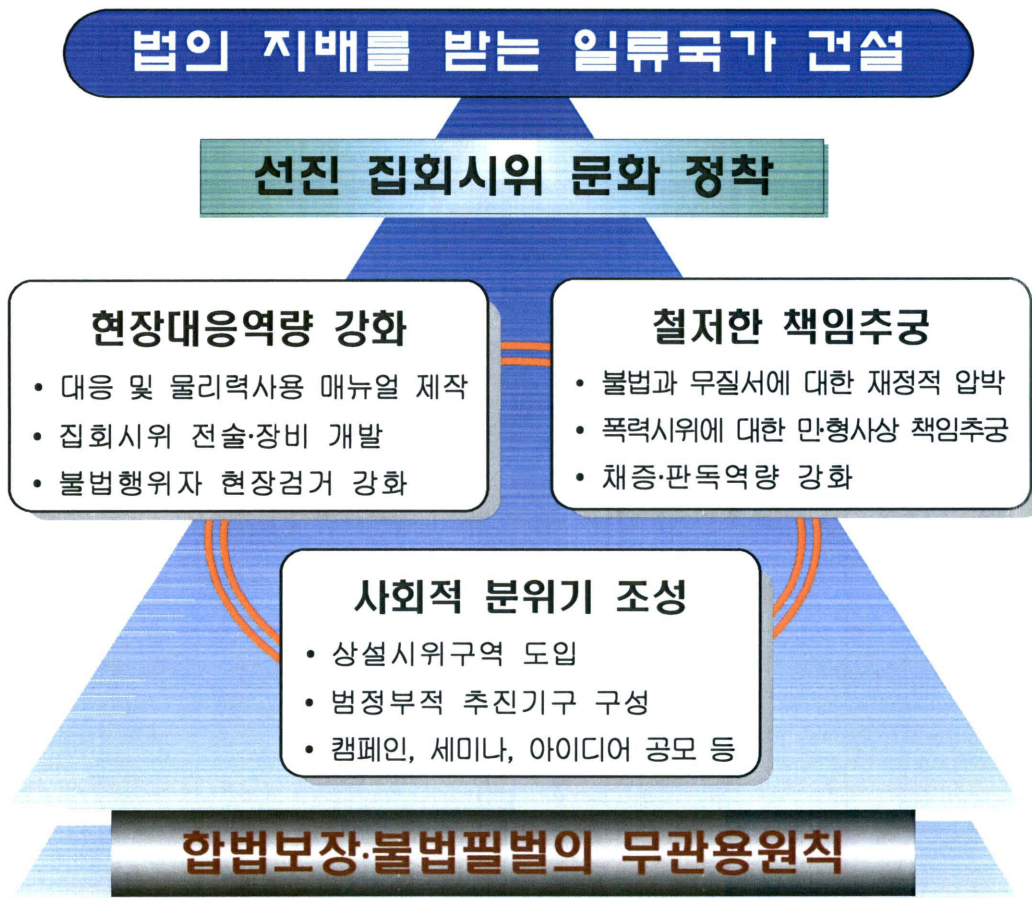 법의 지배를 받는 일류국가 건설
선진 집회시위 문화 정착
현장대응역량 강화
• 대응 및 물리력사용 매뉴얼 제작
• 집회시위 전술·장비 개발
• 불법행위자 현장검거 강화
철저한 책임추궁
• 불법과 무질서에 대한 재정적 압박
• 폭력시위에 대한 민·형사상 책임추궁
• 채증·판독역량 강화
사회적 분위기 조성
• 상설시위구역 도입
• 범정부적 추진기구 구성
• 캠페인, 세미나, 아이디어 공모 등
합법보장·불법필벌의 무관용원칙